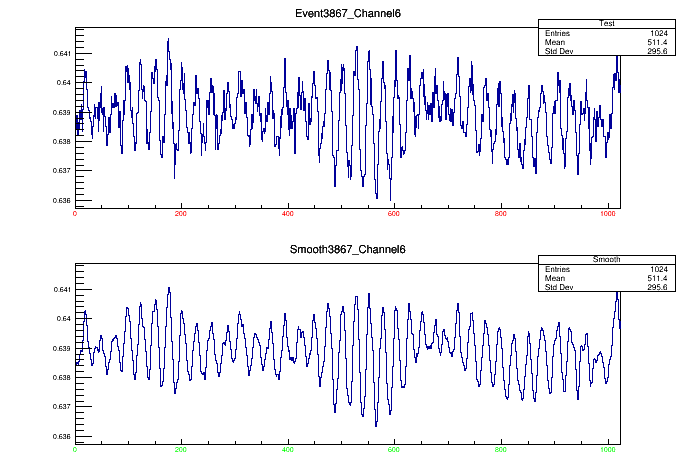 Event3867_Channel6
Test
Entries 1024
Mean 511.4
Std Dev 295.6
0.641
0.64
0.639
0.638
0.637
0.636
0 200 400 600 800 1000
Smooth3867_Channel6
Smooth
Entries 1024
Mean 511.4
Std Dev 295.6
0.641
0.64
0.639
0.638
0.637
0.636
0 200 400 600 800 1000